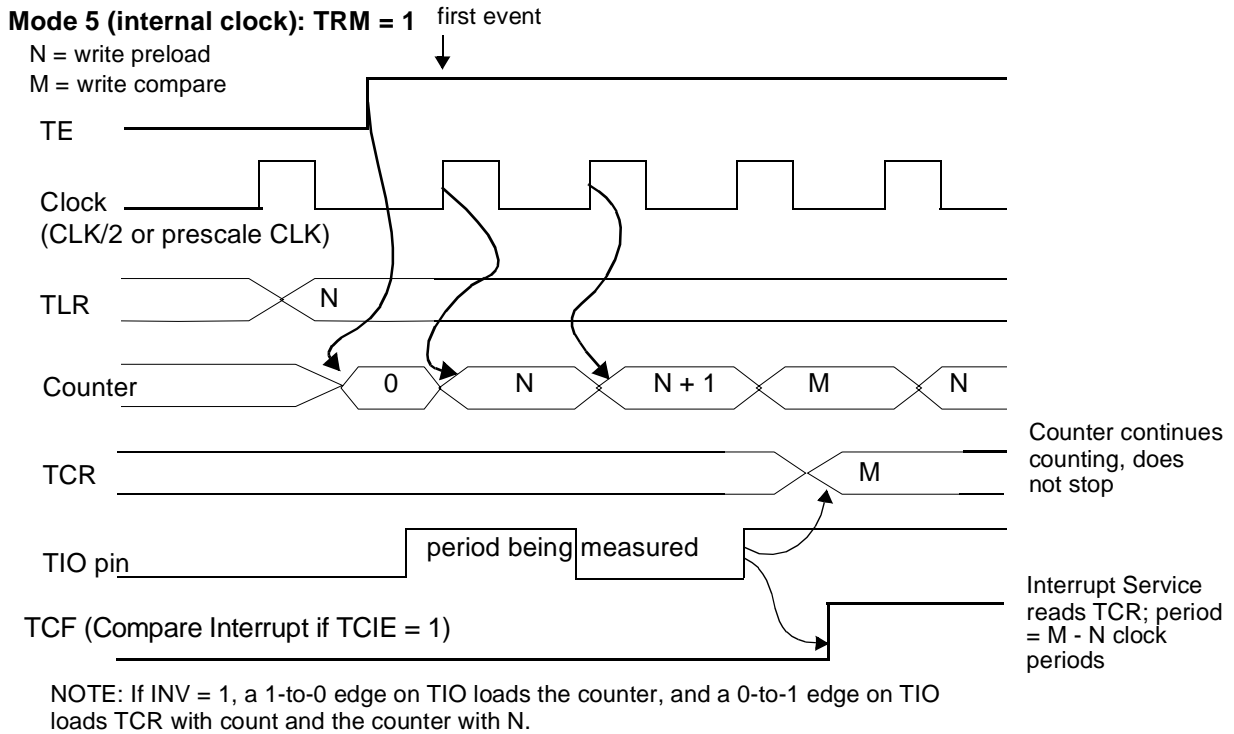 Mode 5 (internal clock): TRM = 1
first event
N = write preload
M = write compare
TE
Clock
(CLK/2 or prescale CLK)
TLR
N
Counter
0
N
N + 1
M
N
TCR
M
Counter continues
counting, does
not stop
TIO pin
period being measured
TCF (Compare Interrupt if TCIE = 1)
Interrupt Service
reads TCR; period
= M - N clock
periods
NOTE: If INV = 1, a 1-to-0 edge on TIO loads the counter, and a 0-to-1 edge on TIO
loads TCR with count and the counter with N.